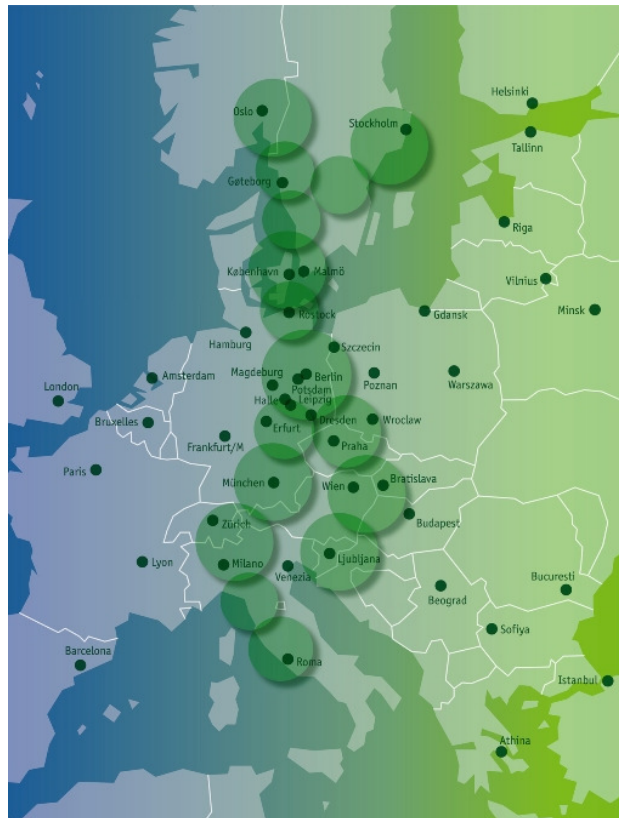 Helsinki
Oslo
Stockholm
Tallinn
Gøteborg
Riga
København
Malmö
Vilnius
Minsk
Rostock
Gdansk
Hamburg
Szczecin
Magdeburg
Berlin
Amsterdam
Potsdam
Poznan
Warszawa
London
Halle
Leipzig
Bruxelles
Dresden
Wroclaw
Erfurt
Frankfurt/M
Praha
Paris
München
Wien
Bratislava
Zürich
Budapest
Ljubljana
Lyon
Milano
Venezia
Bucuresti
Beograd
Sofiya
Barcelona
Roma
Istanbul
Athina